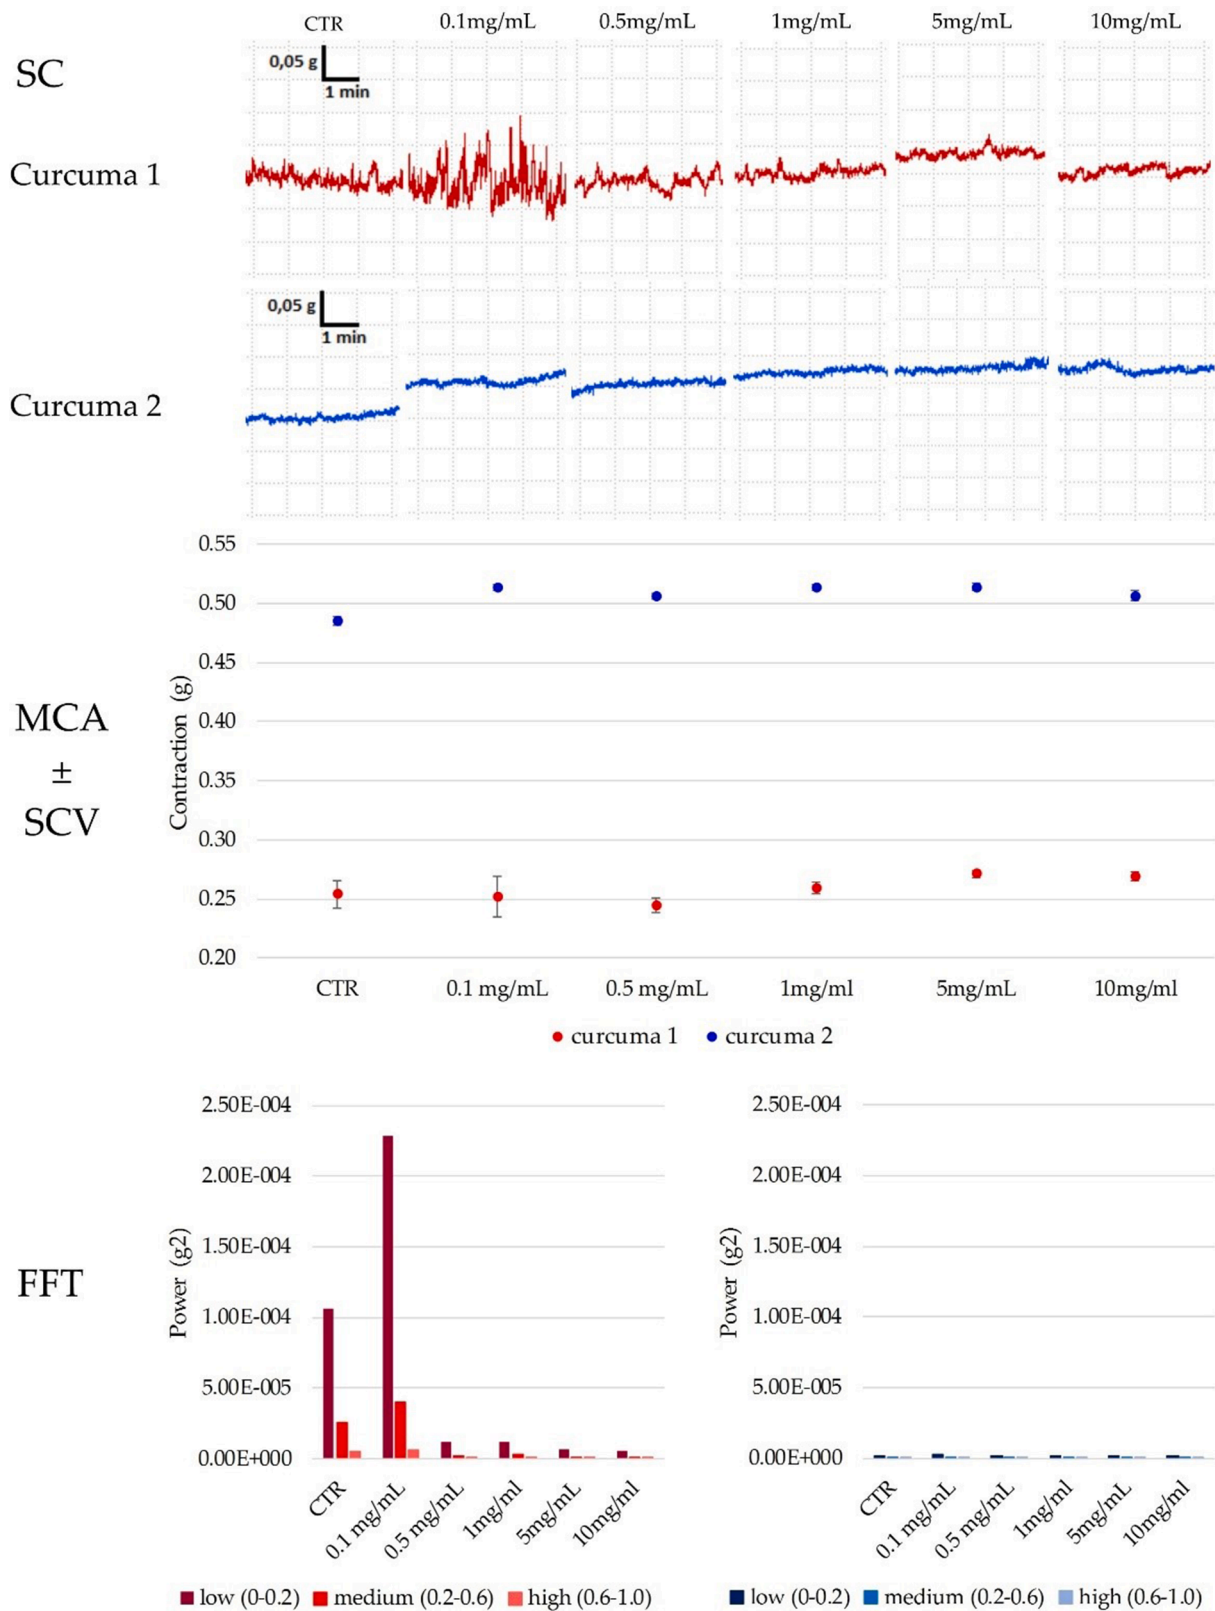 CTR 0.1mg/mL 0.5mg/mL 1mg/mL 5mg/mL 10mg/mL
SC
0,05 g
1 min
Curcuma 1
0,05 g
1 min
Curcuma 2
0.55
0.50
0.45
0.40
0.35
0.30
0.25
0.20
Contraction (g)
MCA
±
SCV
CTR 0.1 mg/mL 0.5 mg/mL 1mg/ml 5mg/mL 10mg/ml
curcuma 1 curcuma 2
FFT
2.50E-004
2.00E-004
1.50E-004
1.00E-004
5.00E-005
0.00E+000
Power (g2)
CTR 0.1 mg/mL 0.5 mg/mL 1mg/ml 5mg/mL 10mg/ml
low (0-0.2) medium (0.2-0.6) high (0.6-1.0)
2.50E-004
2.00E-004
1.50E-004
1.00E-004
5.00E-005
0.00E+000
Power (g2)
CTR 0.1 mg/mL 0.5 mg/mL 1mg/ml 5mg/mL 10mg/ml
low (0-0.2) medium (0.2-0.6) high (0.6-1.0)